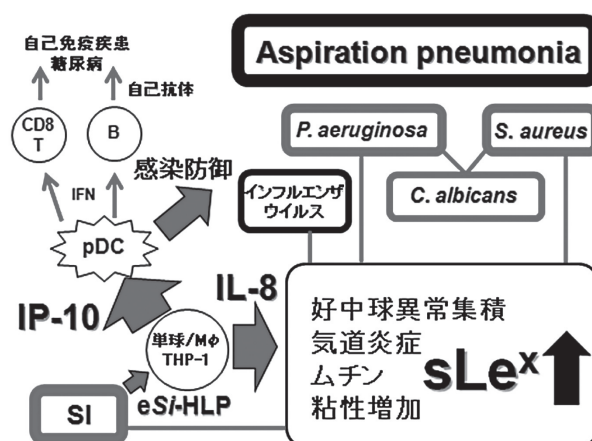 Aspiration pneumonia
自己免疫疾患
糖尿病
自己抗体
CD8
T
B
IFN
pDC
感染防御
P. aeruginosa
S. aureus
C. albicans
インフルエンザ
ウイルス
IP-10
IL-8
単球/Mφ
THP-1
eSi-HLP
SI
好中球異常集積
気道炎症
ムチン
粘性増加
sLeˣ